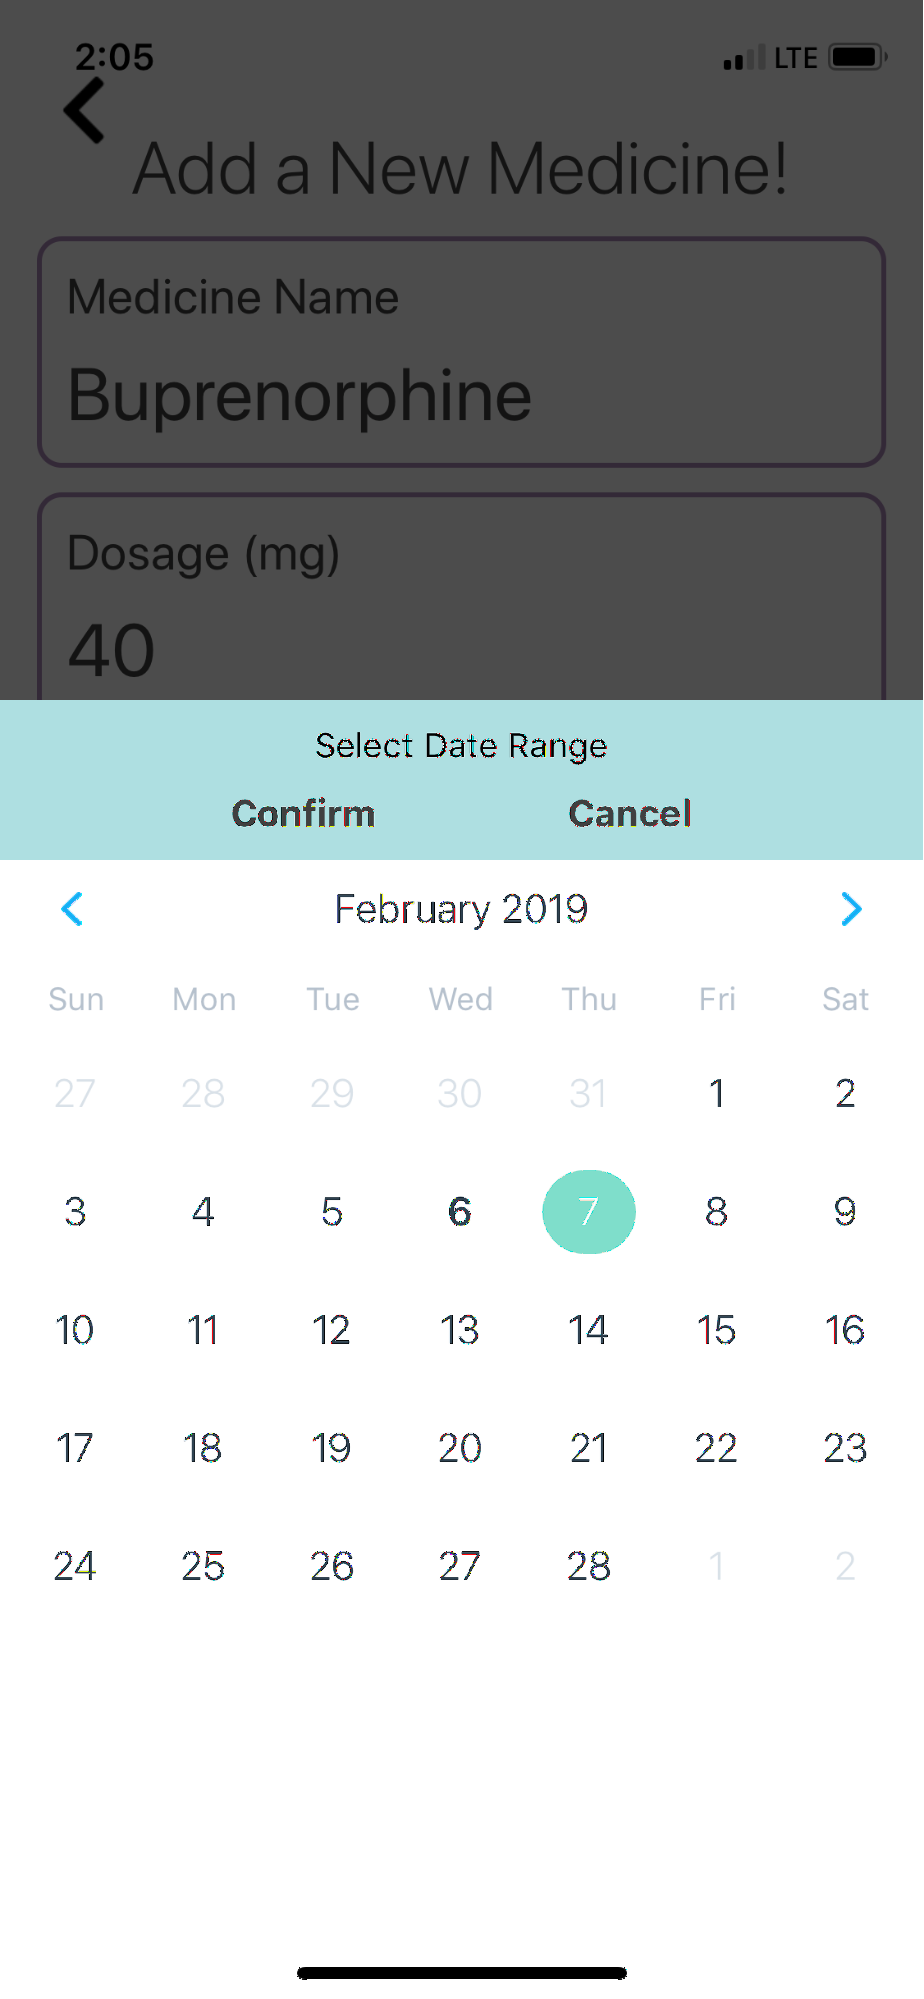 2:05 LTE
Add a New Medicine!
Medicine Name
Buprenorphine
Dosage (mg)
40
Select Date Range
Confirm Cancel
February 2019
Sun Mon Tue Wed Thu Fri Sat
27 28 29 30 31 1 2
3 4 5 6 7 8 9
10 11 12 13 14 15 16
17 18 19 20 21 22 23
24 25 26 27 28 1 2